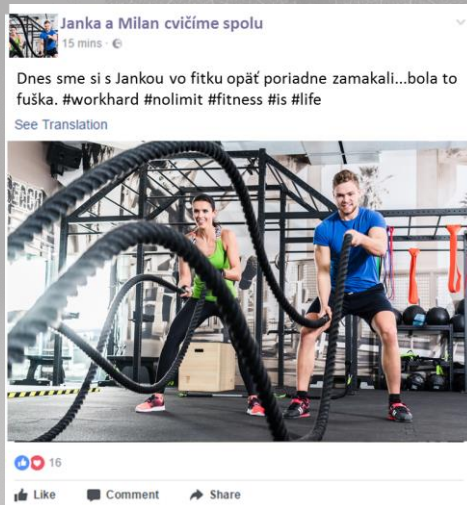 Janka a Milan cvičíme spolu
15 mins ·
Dnes sme si s Jankou vo fitku opäť poriadne zamakali...bola to
fuška. #workhard #nolimit #fitness #is #life
See Translation
16
Like Comment Share